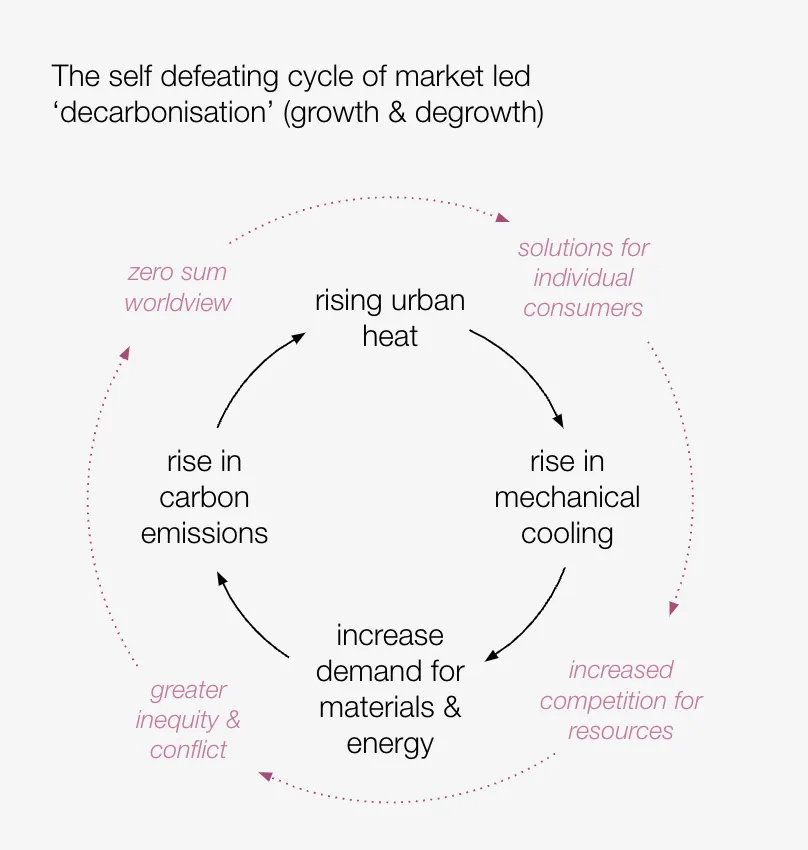 The self defeating cycle of market led
‘decarbonisation’ (growth & degrowth)
zero sum
worldview
solutions for
individual
consumers
rising urban
heat
rise in
carbon
emissions
rise in
mechanical
cooling
increase
demand for
materials &
energy
greater
inequity &
conflict
increased
competition for
resources